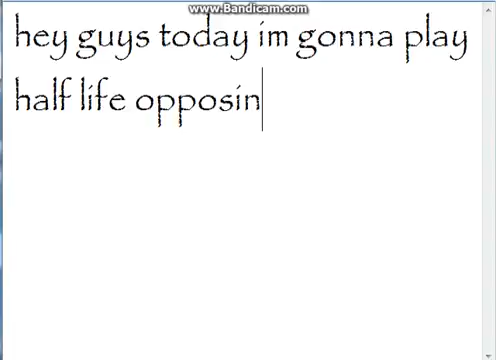 www.Bandicam.com
hey guys today im gonna play
half life opposin